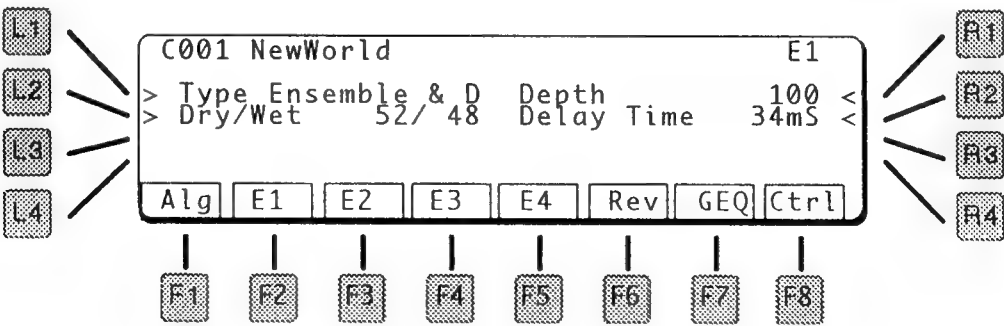 L1
L2
L3
L4
C001 NewWorld E1
> Type Ensemble & D Depth 100 <
> Dry/Wet 52/ 48 Delay Time 34mS <
Alg E1 E2 E3 E4 Rev GEQ Ctrl
R1
R2
R3
R4
F1 F2 F3 F4 F5 F6 F7 F8